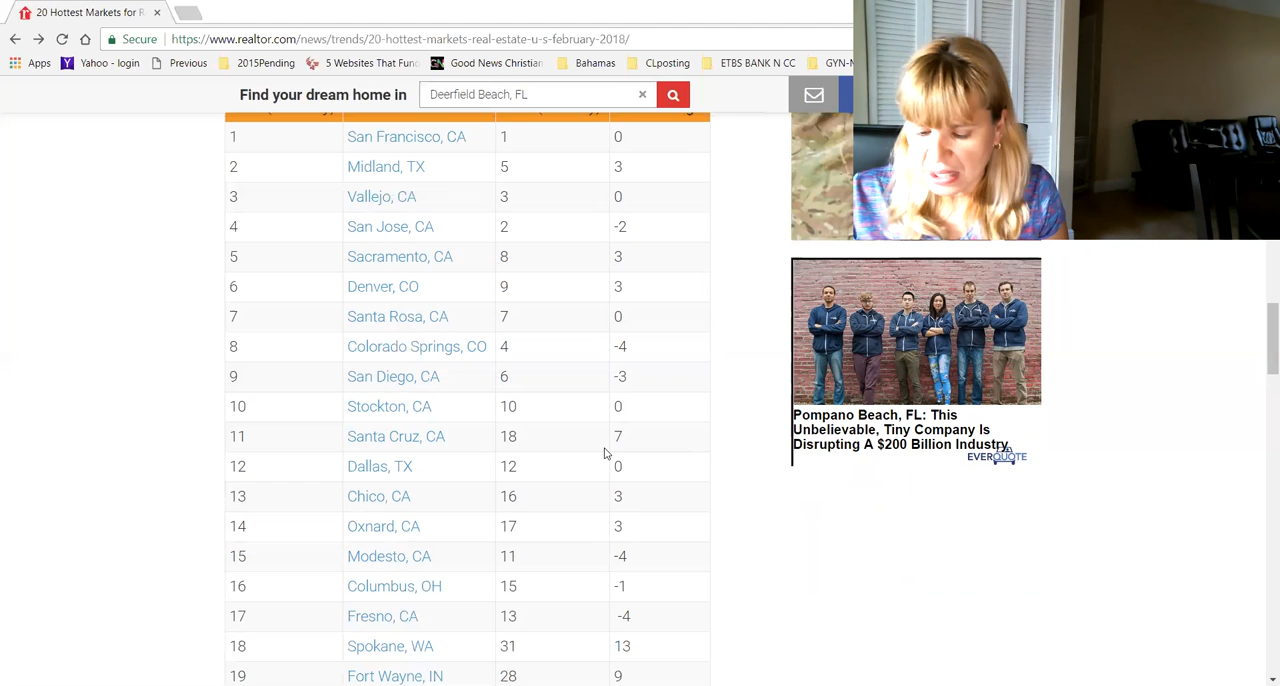 20 Hottest Markets for R
Secure https://www.realtor.com/news/trends/20-hottest-markets-real-estate-u-s-february-2018/
Apps Yahoo - login Previous 2015Pending 5 Websites That Fun Good News Christian Bahamas CLposting ETBS BANK N CC GYN-N
Find your dream home in Deerfield Beach, FL
1 San Francisco, CA 1 0
2 Midland, TX 5 3
3 Vallejo, CA 3 0
4 San Jose, CA 2 -2
5 Sacramento, CA 8 3
6 Denver, CO 9 3
7 Santa Rosa, CA 7 0
8 Colorado Springs, CO 4 -4
9 San Diego, CA 6 -3
10 Stockton, CA 10 0
11 Santa Cruz, CA 18 7
12 Dallas, TX 12 0
13 Chico, CA 16 3
14 Oxnard, CA 17 3
15 Modesto, CA 11 -4
16 Columbus, OH 15 -1
17 Fresno, CA 13 -4
18 Spokane, WA 31 13
19 Fort Wayne, IN 28 9
Pompano Beach, FL: This
Unbelievable, Tiny Company Is
Disrupting A $200 Billion Industry
EVERQUOTE